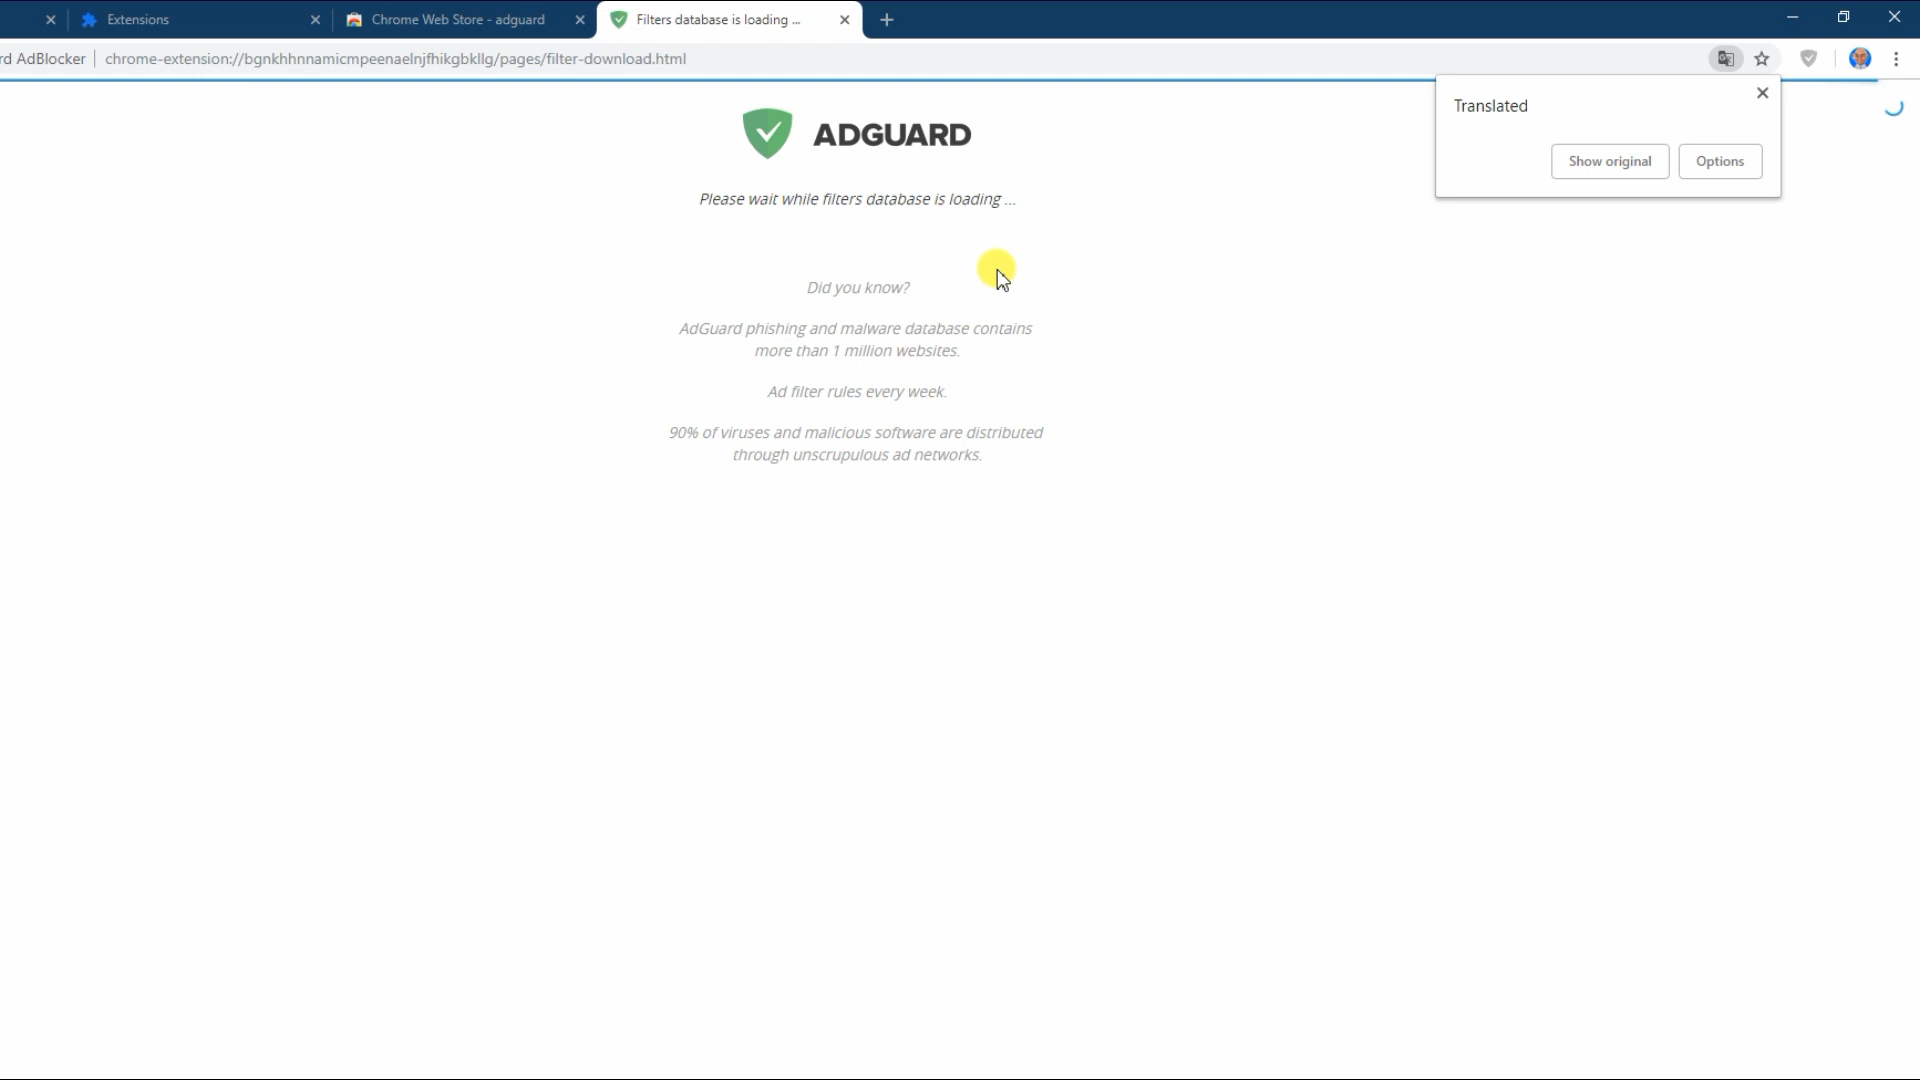 Extensions
Chrome Web Store - adguard
Filters database is loading ...
rd AdBlocker
chrome-extension://bgnkhhnnamicmpeenaelnjfhikgbkllg/pages/filter-download.html
Translated
Show original
Options
ADGUARD
Please wait while filters database is loading ...
Did you know?
AdGuard phishing and malware database contains
more than 1 million websites.
Ad filter rules every week.
90% of viruses and malicious software are distributed
through unscrupulous ad networks.